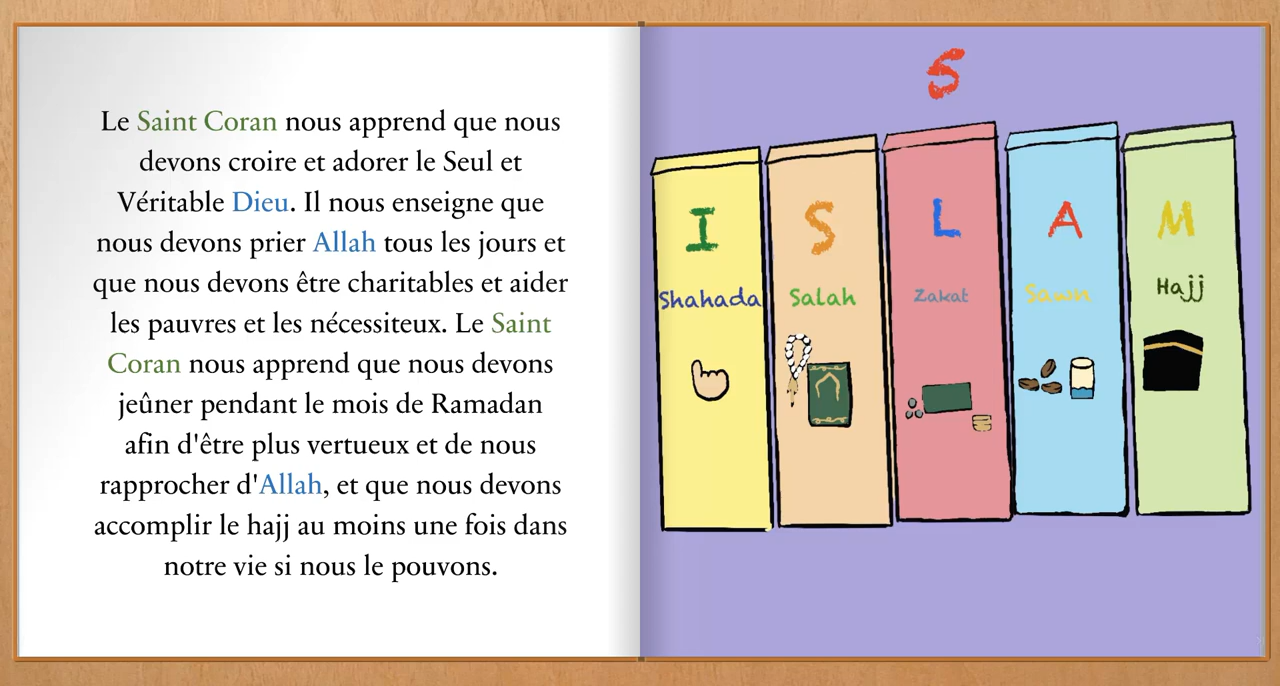 Le Saint Coran nous apprend que nous
devons croire et adorer le Seul et
Véritable Dieu. Il nous enseigne que
nous devons prier Allah tous les jours et
que nous devons être charitables et aider
les pauvres et les nécessiteux. Le Saint
Coran nous apprend que nous devons
jeûner pendant le mois de Ramadan
afin d'être plus vertueux et de nous
rapprocher d'Allah, et que nous devons
accomplir le hajj au moins une fois dans
notre vie si nous le pouvons.
5
I S L A M
Shahada Salah Zakat Sawn Hajj